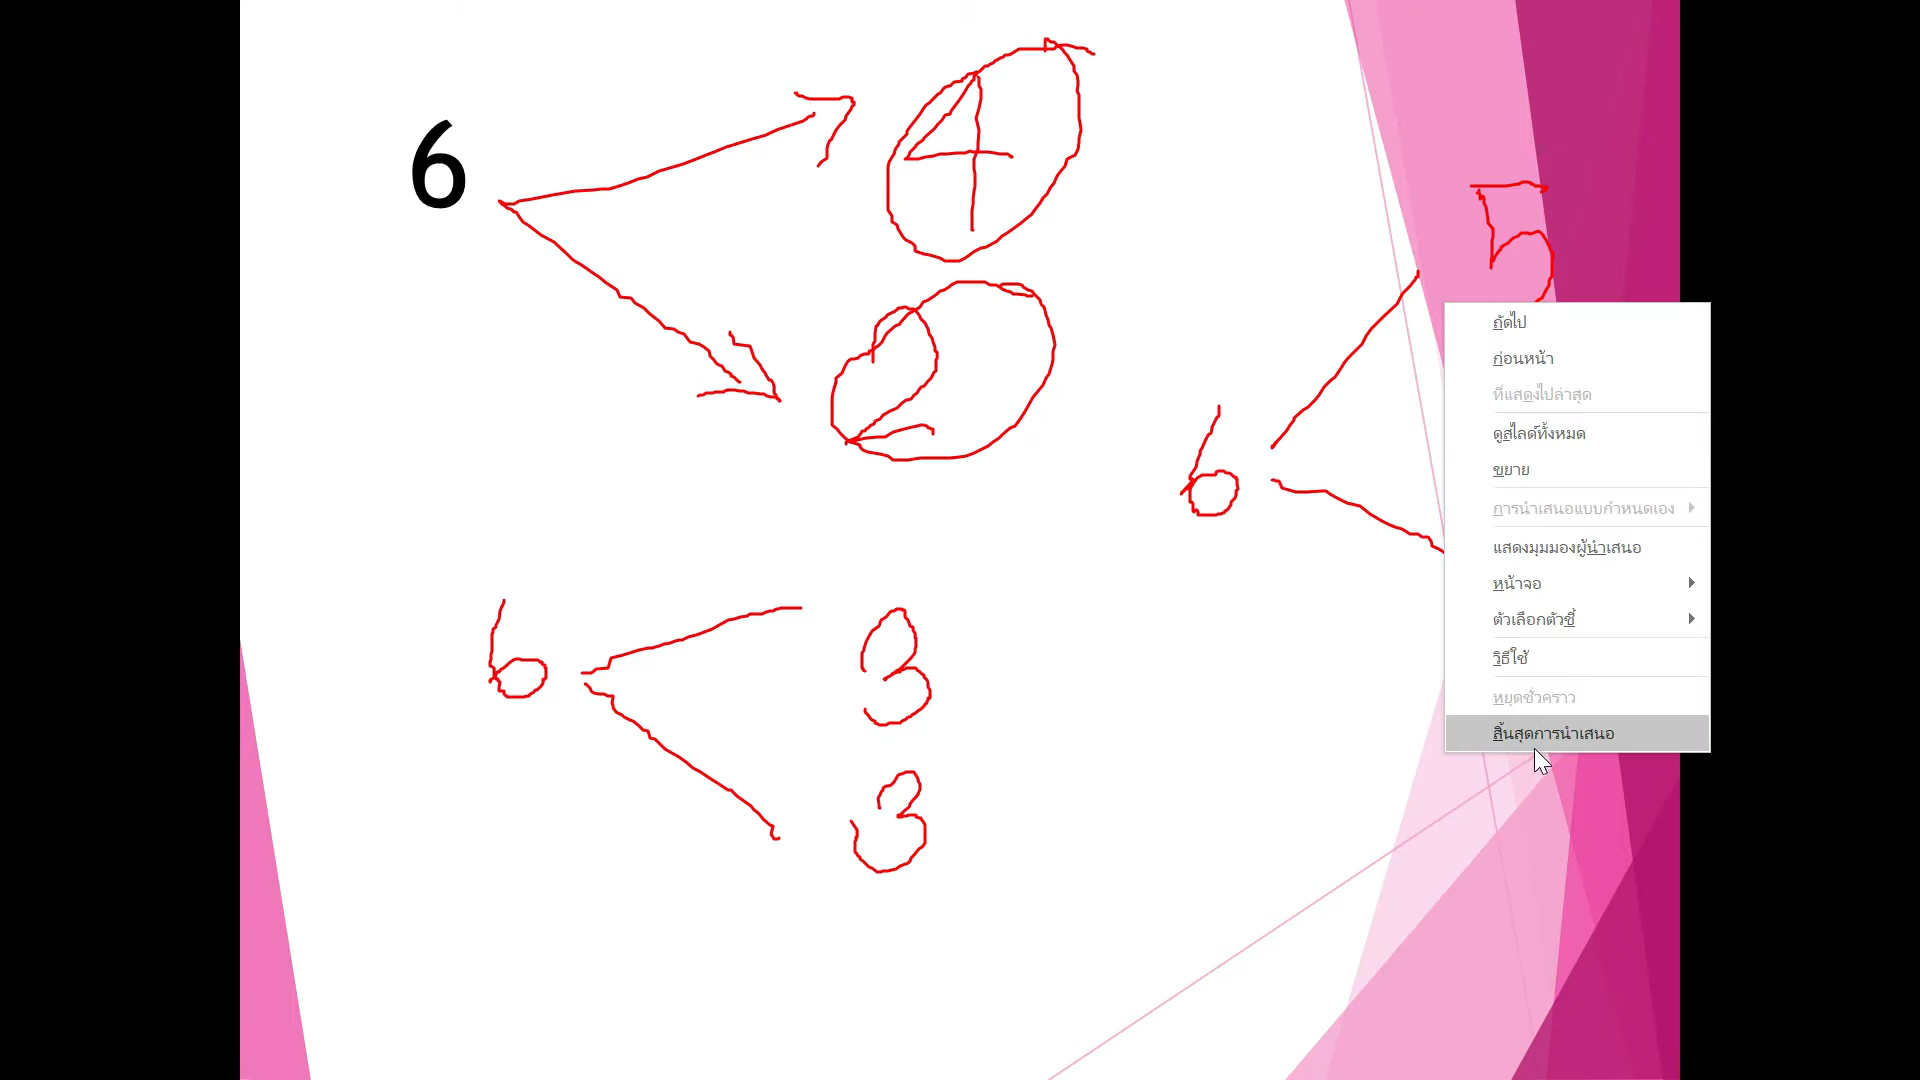 6
4
2
6
3
3
6
5
ถัดไป
ก่อนหน้า
ที่แสดงไปล่าสุด
ดูสไลด์ทั้งหมด
ขยาย
การนำเสนอแบบกำหนดเอง
แสดงมุมมองผู้นำเสนอ
หน้าจอ
ตัวเลือกตัวชี้
วิธีใช้
หยุดชั่วคราว
สิ้นสุดการนำเสนอ